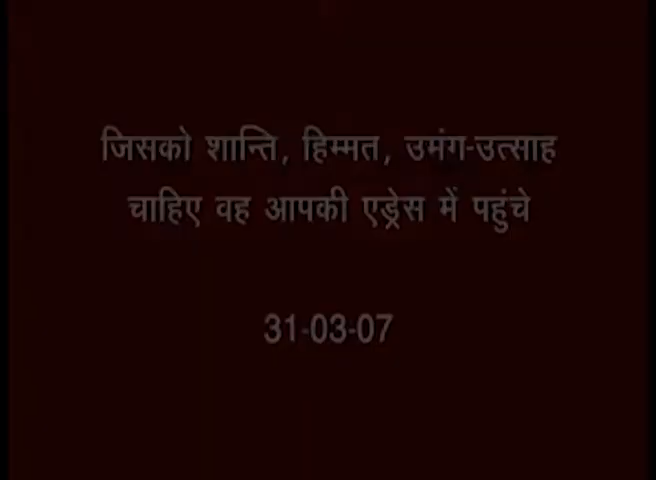 जिसको शान्ति, हिम्मत, उमंग-उत्साह
चाहिए वह आपकी एड्रेस में पहुंचे
31-03-07